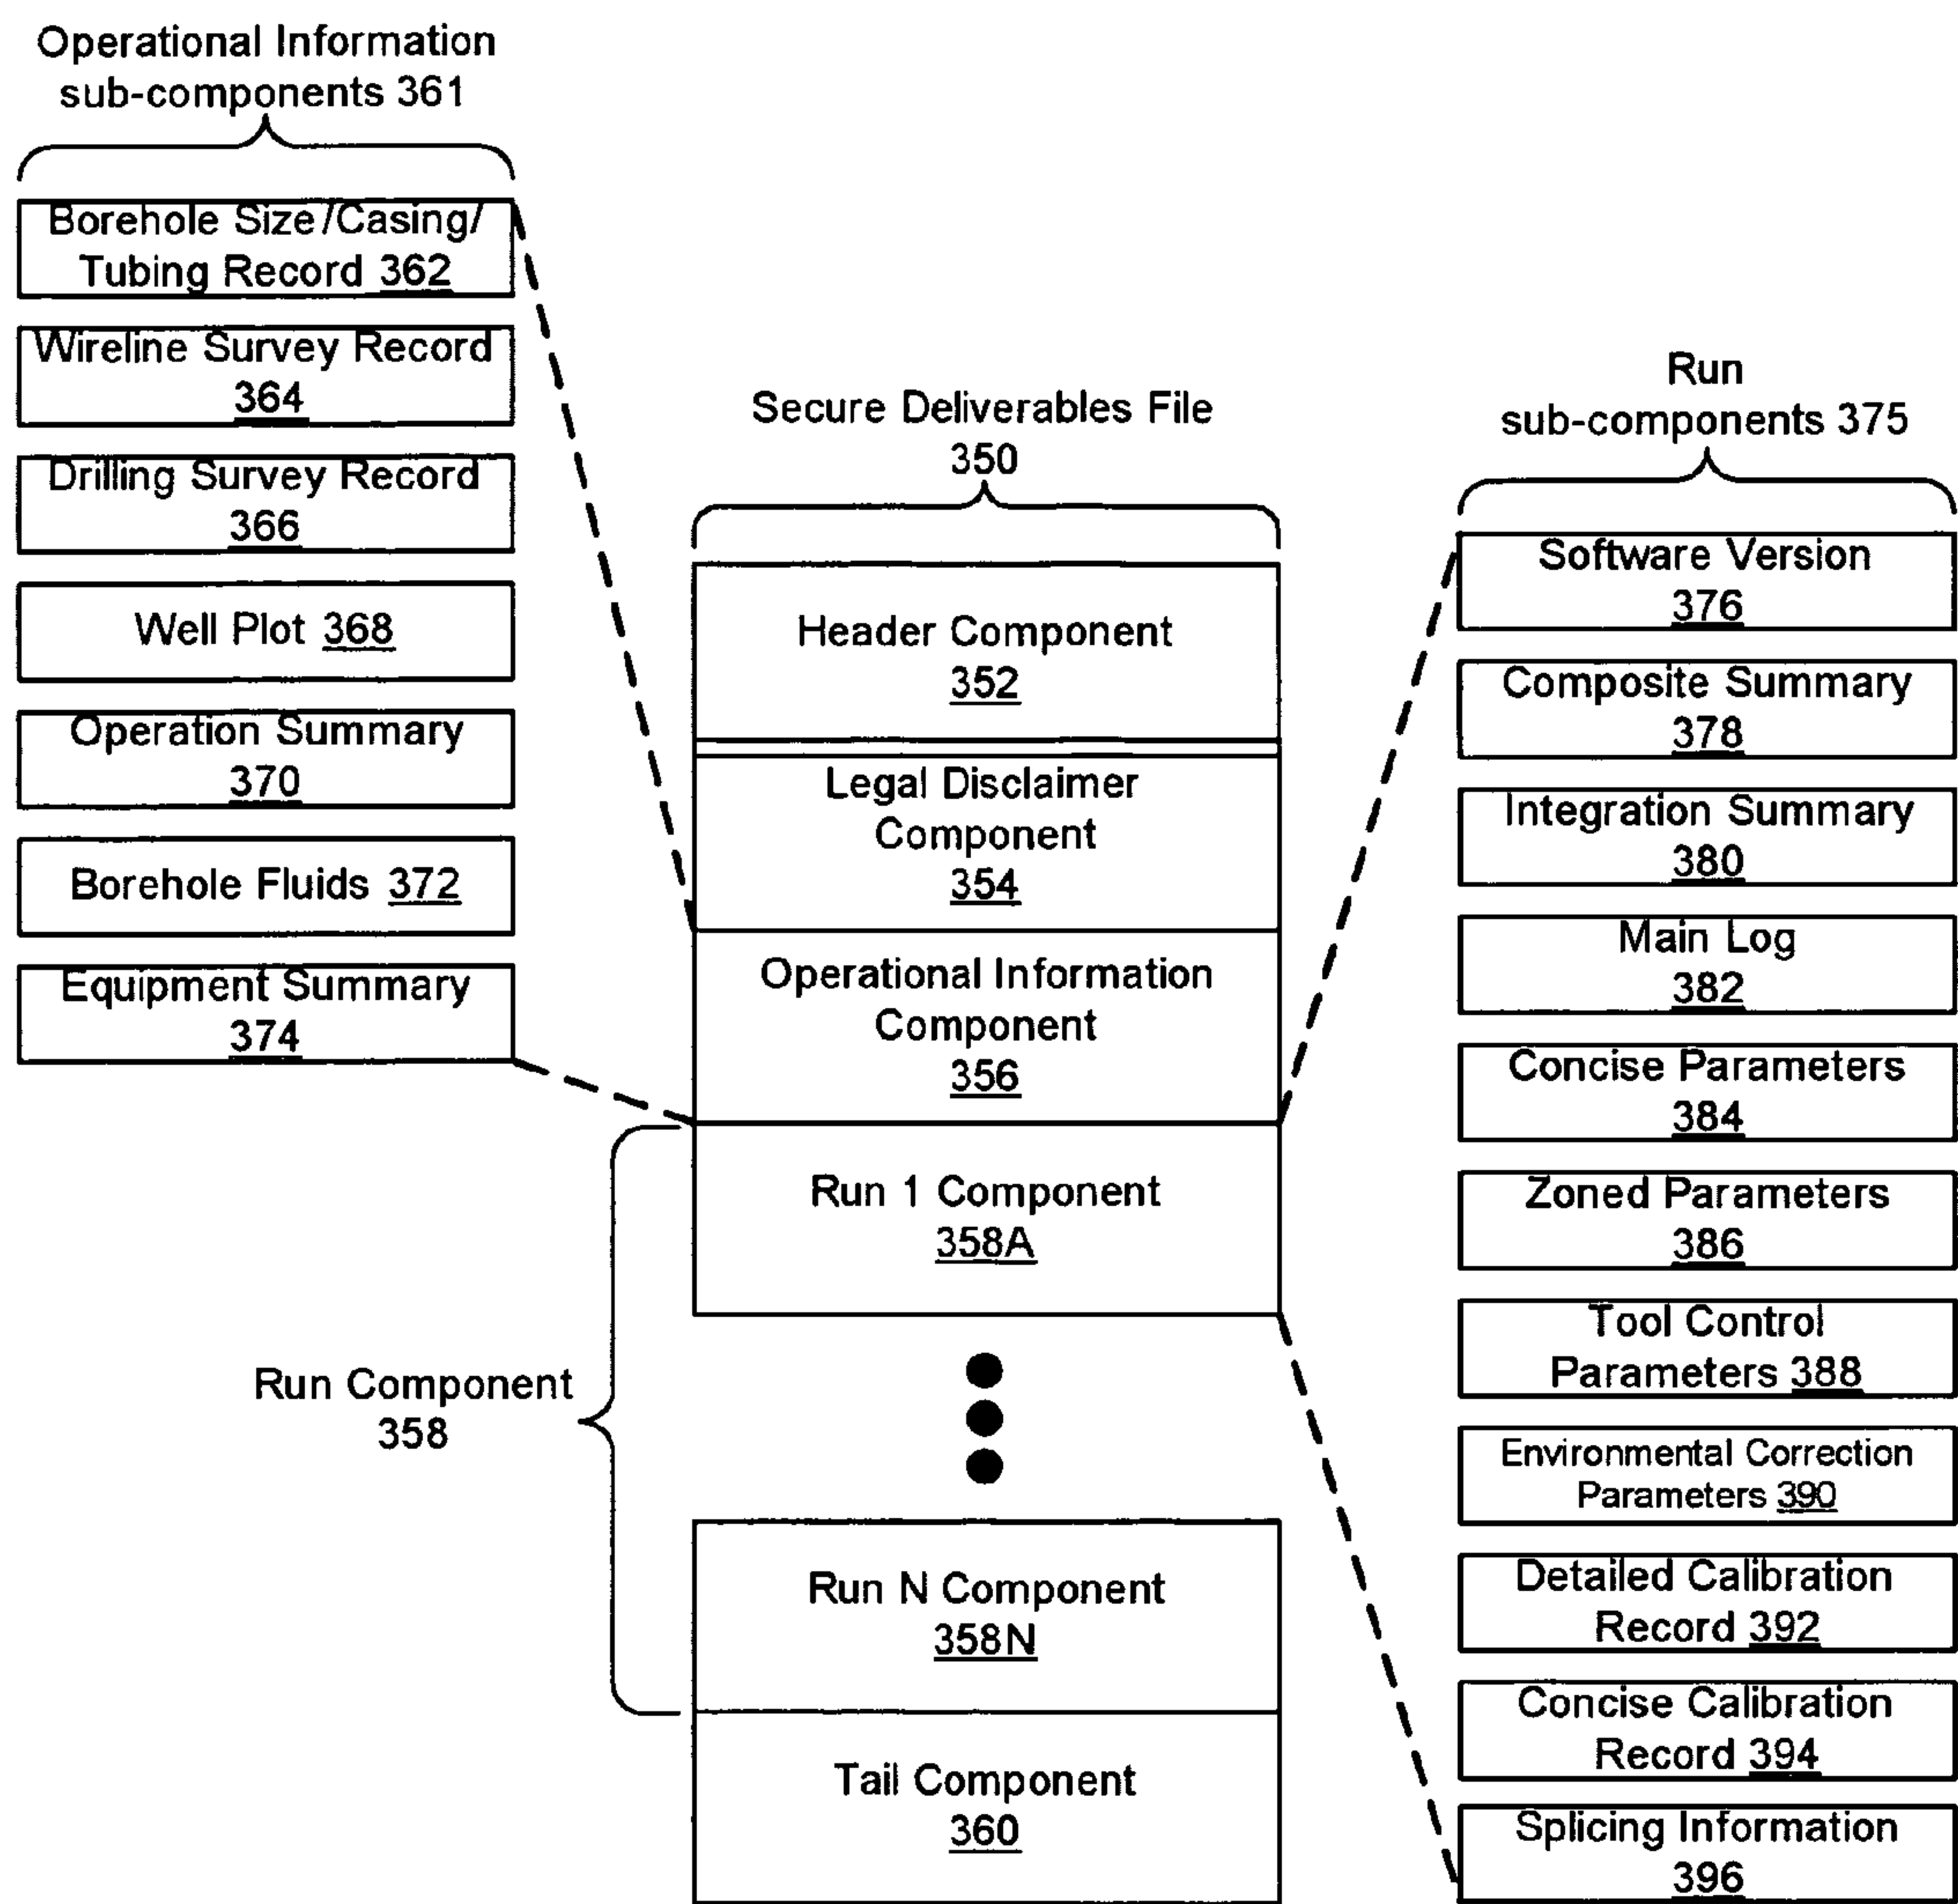 Operational Information
sub-components 361
Borehole Size/Casing/
Tubing Record 362
Wireline Survey Record
364
Drilling Survey Record
366
Well Plot 368
Operation Summary
370
Borehole Fluids 372
Equipment Summary
374
Secure Deliverables File
350
Header Component
352
Legal Disclaimer
Component
354
Operational Information
Component
356
Run 1 Component
358A
Run Component
358
Run N Component
358N
Tail Component
360
Run
sub-components 375
Software Version
376
Composite Summary
378
Integration Summary
380
Main Log
382
Concise Parameters
384
Zoned Parameters
386
Tool Control
Parameters 388
Environmental Correction
Parameters 390
Detailed Calibration
Record 392
Concise Calibration
Record 394
Splicing Information
396